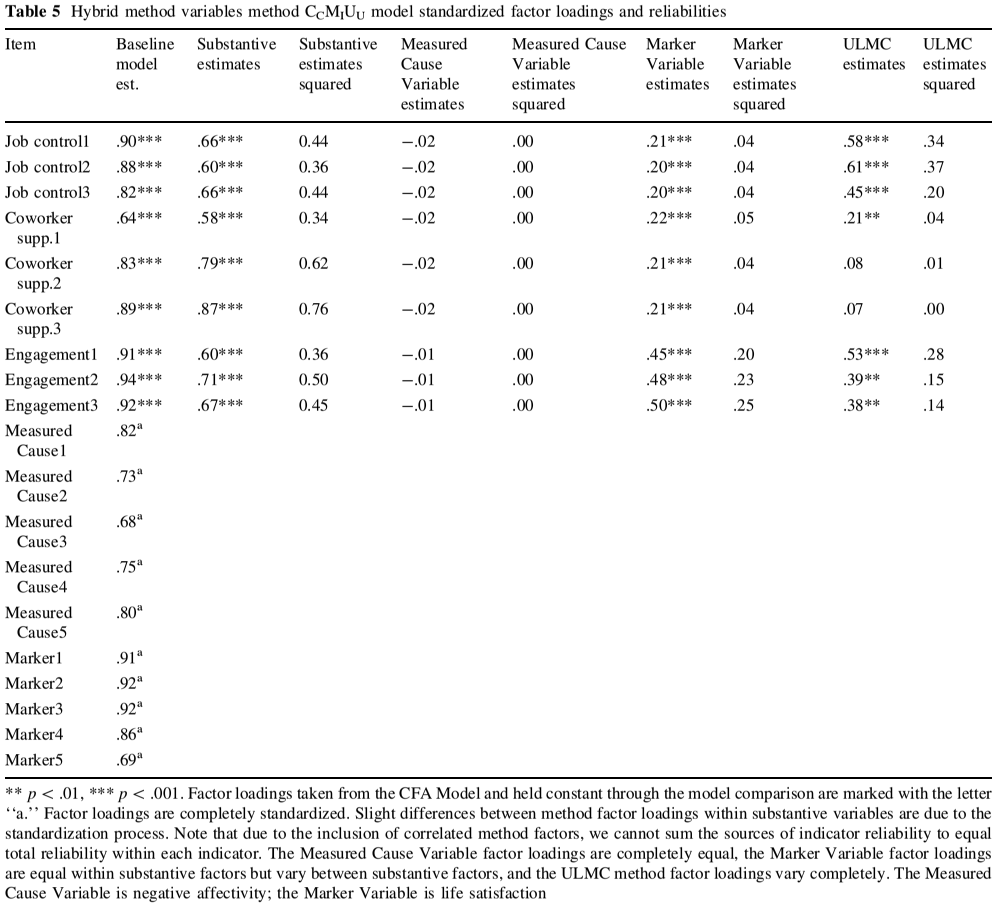 Table 5 Hybrid method variables method CCMIUU model standardized factor loadings and reliabilities
Item Baseline model est. Substantive estimates Substantive estimates squared Measured Cause Variable estimates Measured Cause Variable estimates squared Marker Variable estimates Marker Variable estimates squared ULMC estimates ULMC estimates squared
Job control1 .90*** .66*** 0.44 −.02 .00 .21*** .04 .58*** .34
Job control2 .88*** .60*** 0.36 −.02 .00 .20*** .04 .61*** .37
Job control3 .82*** .66*** 0.44 −.02 .00 .20*** .04 .45*** .20
Coworker supp.1 .64*** .58*** 0.34 −.02 .00 .22*** .05 .21** .04
Coworker supp.2 .83*** .79*** 0.62 −.02 .00 .21*** .04 .08 .01
Coworker supp.3 .89*** .87*** 0.76 −.02 .00 .21*** .04 .07 .00
Engagement1 .91*** .60*** 0.36 −.01 .00 .45*** .20 .53*** .28
Engagement2 .94*** .71*** 0.50 −.01 .00 .48*** .23 .39** .15
Engagement3 .92*** .67*** 0.45 −.01 .00 .50*** .25 .38** .14
Measured Cause1 .82a
Measured Cause2 .73a
Measured Cause3 .68a
Measured Cause4 .75a
Measured Cause5 .80a
Marker1 .91a
Marker2 .92a
Marker3 .92a
Marker4 .86a
Marker5 .69a
** p < .01, *** p < .001. Factor loadings taken from the CFA Model and held constant through the model comparison are marked with the letter
‘‘a.’’ Factor loadings are completely standardized. Slight differences between method factor loadings within substantive variables are due to the
standardization process. Note that due to the inclusion of correlated method factors, we cannot sum the sources of indicator reliability to equal
total reliability within each indicator. The Measured Cause Variable factor loadings are completely equal, the Marker Variable factor loadings
are equal within substantive factors but vary between substantive factors, and the ULMC method factor loadings vary completely. The Measured
Cause Variable is negative affectivity; the Marker Variable is life satisfaction